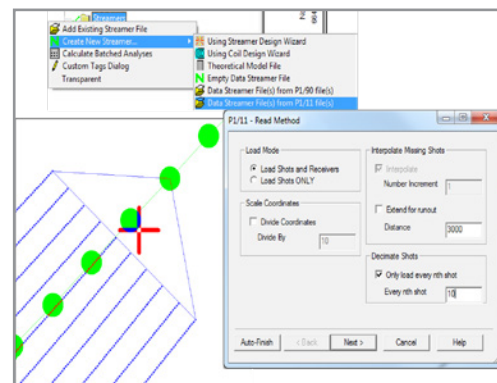 Streamers
Add Existing Streamer File
Create New Streamer...
Calculate Batched Analyses
Custom Tags Dialog
Transparent
Using Streamer Design Wizard
Using Coil Design Wizard
Theoretical Model File
Empty Data Streamer File
Data Streamer File(s) from P1/90 file(s)
Data Streamer File(s) from P1/11 file(s)
P1/11 - Read Method
Load Mode
Load Shots and Receivers
Load Shots ONLY
Scale Coordinates
Divide Coordinates
Divide By 10
Interpolate Missing Shots
Interpolate
Number Increment 1
Extend for runout
Distance 3000
Decimate Shots
Only load every nth shot
Every nth shot 10
Auto-Finish < Back Next > Cancel Help